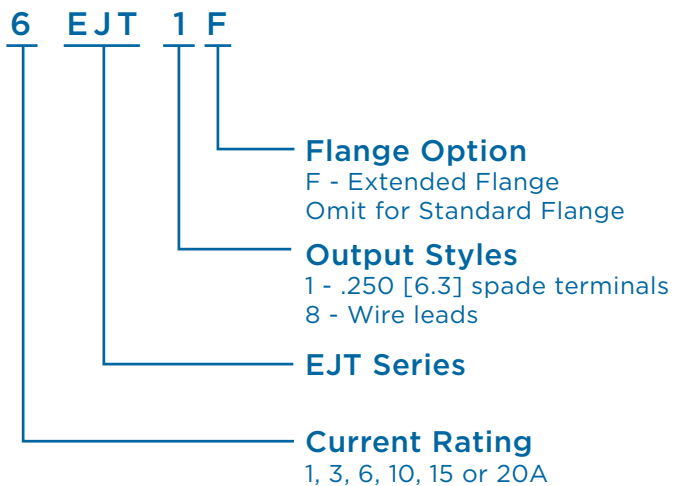 6 EJT 1 F
Flange Option
F - Extended Flange
Omit for Standard Flange
Output Styles
1 - .250 [6.3] spade terminals
8 - Wire leads
EJT Series
Current Rating
1, 3, 6, 10, 15 or 20A